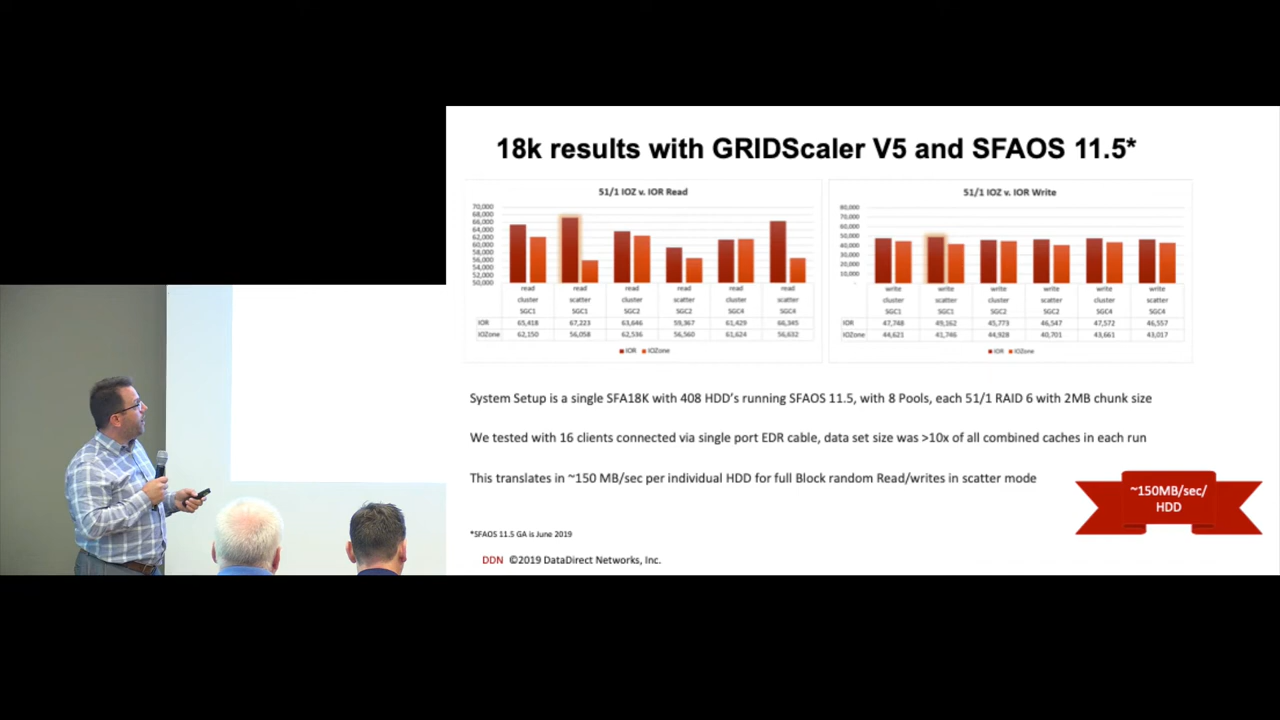 18k results with GRIDScaler V5 and SFAOS 11.5*
51/1 IOZ v. IOR Read
70,000
68,000
66,000
64,000
62,000
60,000
58,000
56,000
54,000
52,000
50,000
read read read read read read
cluster scatter cluster scatter cluster scatter
SGC1 SGC1 SGC2 SGC2 SGC4 SGC4
IOR 65,418 67,223 63,646 59,367 61,429 66,345
IOZone 62,150 56,058 62,536 56,560 61,624 56,632
IOR IOZone
51/1 IOZ v. IOR Write
80,000
70,000
60,000
50,000
40,000
30,000
20,000
10,000
-
write write write write write write
cluster scatter cluster scatter cluster scatter
SGC1 SGC1 SGC2 SGC2 SGC4 SGC4
IOR 47,748 49,162 45,773 46,547 47,572 46,557
IOZone 44,621 41,746 44,928 40,701 43,661 43,017
IOR IOZone
System Setup is a single SFA18K with 408 HDD's running SFAOS 11.5, with 8 Pools, each 51/1 RAID 6 with 2MB chunk size
We tested with 16 clients connected via single port EDR cable, data set size was >10x of all combined caches in each run
This translates in ~150 MB/sec per individual HDD for full Block random Read/writes in scatter mode
~150MB/sec/
HDD
*SFAOS 11.5 GA is June 2019
DDN ©2019 DataDirect Networks, Inc.